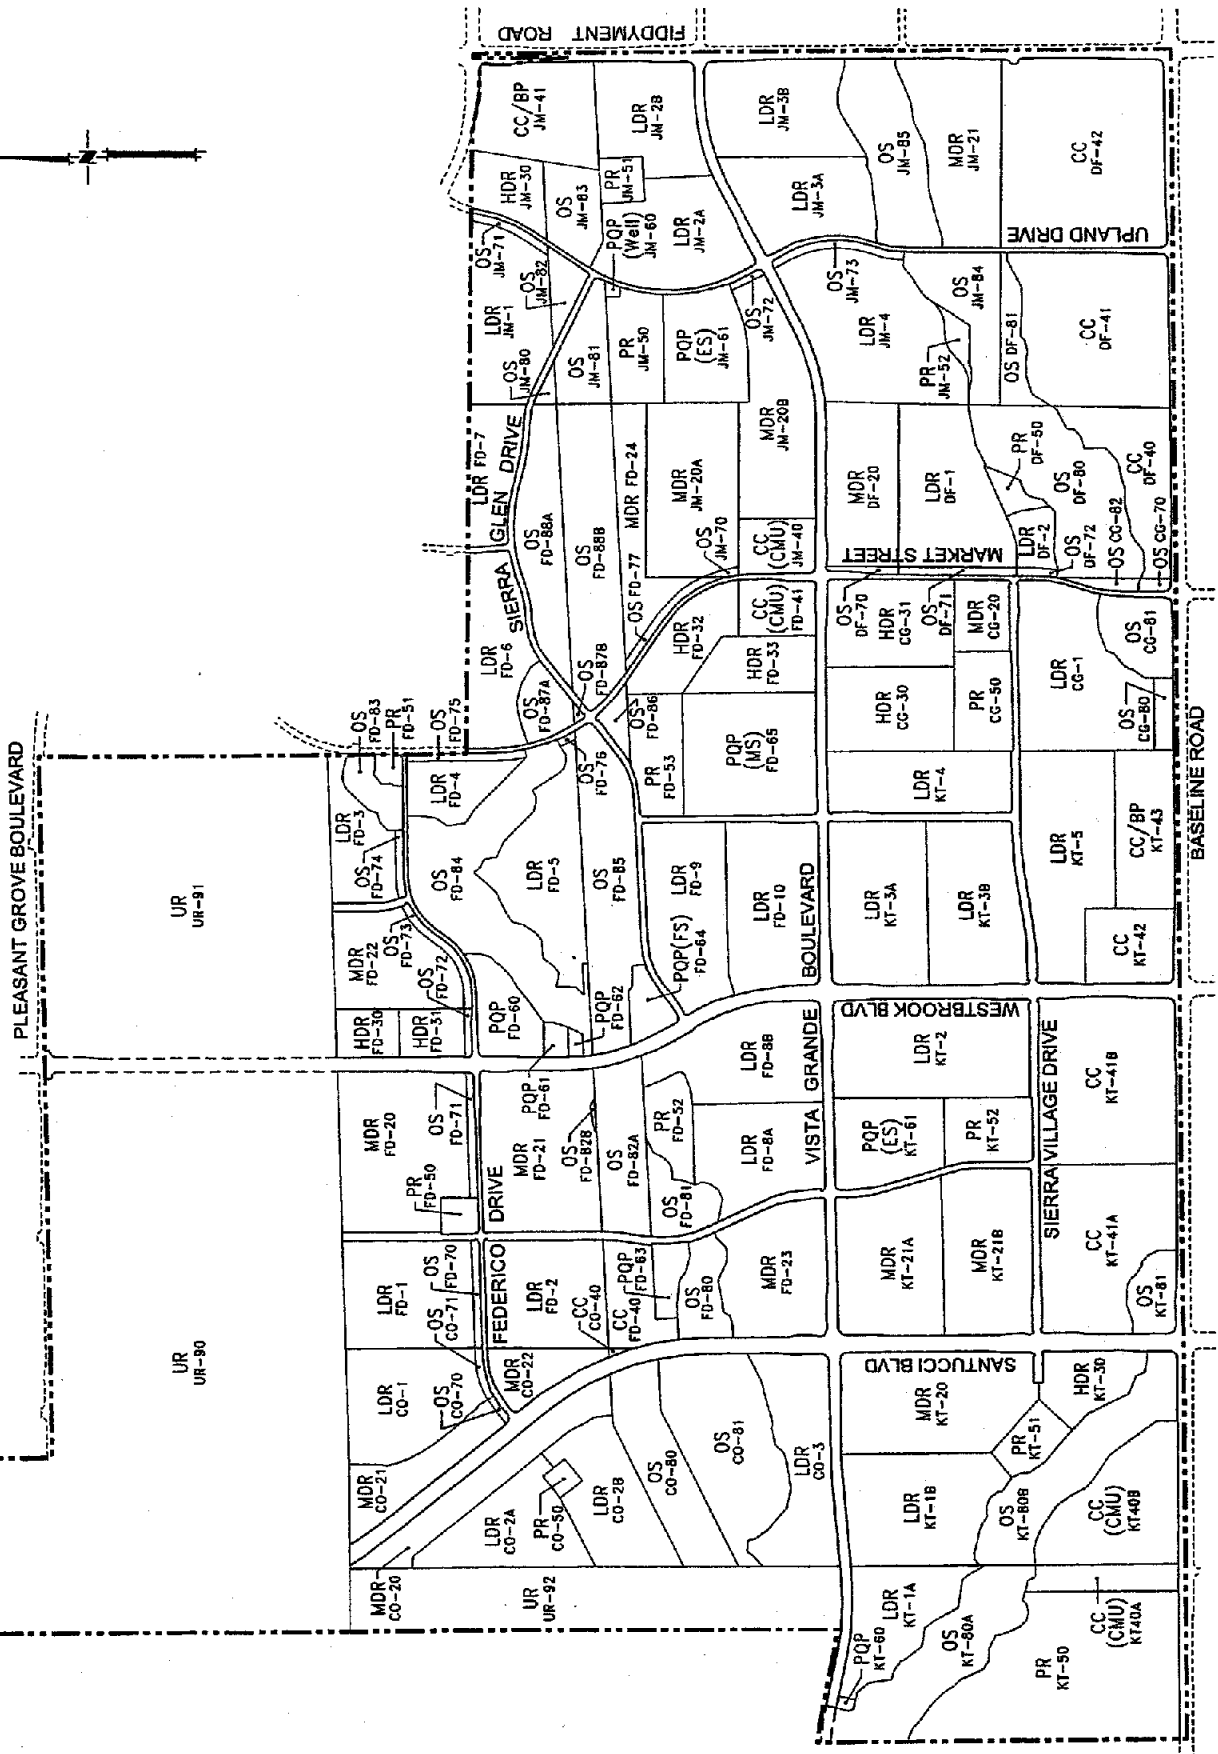 FIDDYMENT ROAD
CC/BP
JM-41
LDR
JM-2B
LDR
JM-3B
OS
JM-85
MDR
JM-21
CC
DF-42
HDR
JM-30
OS
JM-83
PR
JM-51
LDR
JM-3A
OS
JM-71
PQP
(Well)
JM-60
LDR
JM-2A
UPLAND DRIVE
LDR
JM-1
OS
JM-82
OS
JM-72
OS
JM-73
OS
JM-84
OS
JM-80
OS
JM-81
PR
JM-50
PQP
(ES)
JM-61
LDR
JM-4
PR
JM-52
OS DF-81
CC
DF-41
LDR FD-7
SIERRA GLEN DRIVE
OS
FD-88A
OS
FD-88B
MDR FD-24
MDR
JM-20A
MDR
JM-20B
MDR
DF-20
LDR
DF-1
PR
DF-50
OS
DF-80
CC
DF-40
OS FD-77
OS
JM-70
CC
(CMU)
JM-40
MARKET STREET
LDR
DF-2
OS
DF-72
OS CG-82
OS CG-70
LDR
FD-6
OS
FD-87A
OS
FD-87B
HDR
FD-32
CC
(CMU)
FD-41
OS
DF-70
HDR
CG-31
OS
DF-71
MDR
CG-20
LDR
CG-1
OS
CG-81
OS
FD-83
PR
FD-51
OS
FD-75
OS
FD-76
OS
FD-86
HDR
FD-33
HDR
CG-30
PR
CG-50
OS
CG-80
PLEASANT GROVE BOULEVARD
PR
FD-53
PQP
(MS)
FD-65
LDR
KT-4
BASELINE ROAD
UR
UR-91
LDR
FD-3
OS
FD-74
LDR
FD-4
OS
FD-84
LDR
FD-5
OS
FD-85
LDR
FD-9
LDR
FD-10
LDR
KT-3A
LDR
KT-3B
LDR
KT-5
CC/BP
KT-43
MDR
FD-22
OS
FD-73
OS
FD-72
PQP(FS)
FD-64
CC
KT-42
HDR
FD-30
HDR
FD-31
PQP
FD-60
PQP
FD-61
PQP
FD-62
VISTA GRANDE BOULEVARD
WESTBROOK BLVD
MDR
FD-20
OS
FD-71
MDR
FD-21
OS
FD-82B
OS
FD-82A
PR
FD-52
LDR
FD-8B
LDR
FD-8A
LDR
KT-2
CC
KT-41B
PR
FD-50
OS
FD-81
PQP
(ES)
KT-61
PR
KT-52
SIERRA VILLAGE DRIVE
FEDERICO DRIVE
LDR
FD-1
OS
FD-70
OS
CO-71
LDR
FD-2
CC
CO-40
CC
FD-40
PQP
FD-63
OS
FD-80
MDR
FD-23
MDR
KT-21A
MDR
KT-21B
CC
KT-41A
OS
KT-81
UR
UR-90
LDR
CO-1
OS
CO-70
MDR
CO-22
SANTUCCI BLVD
MDR
KT-20
HDR
KT-30
PR
KT-51
MDR
CO-21
LDR
CO-2A
PR
CO-50
LDR
CO-2B
OS
CO-80
OS
CO-81
LDR
CO-3
LDR
KT-1B
OS
KT-80B
CC
(CMU)
KT40B
MDR
CO-20
UR
UR-92
PQP
KT-60
LDR
KT-1A
OS
KT-80A
PR
KT-50
CC
(CMU)
KT40A